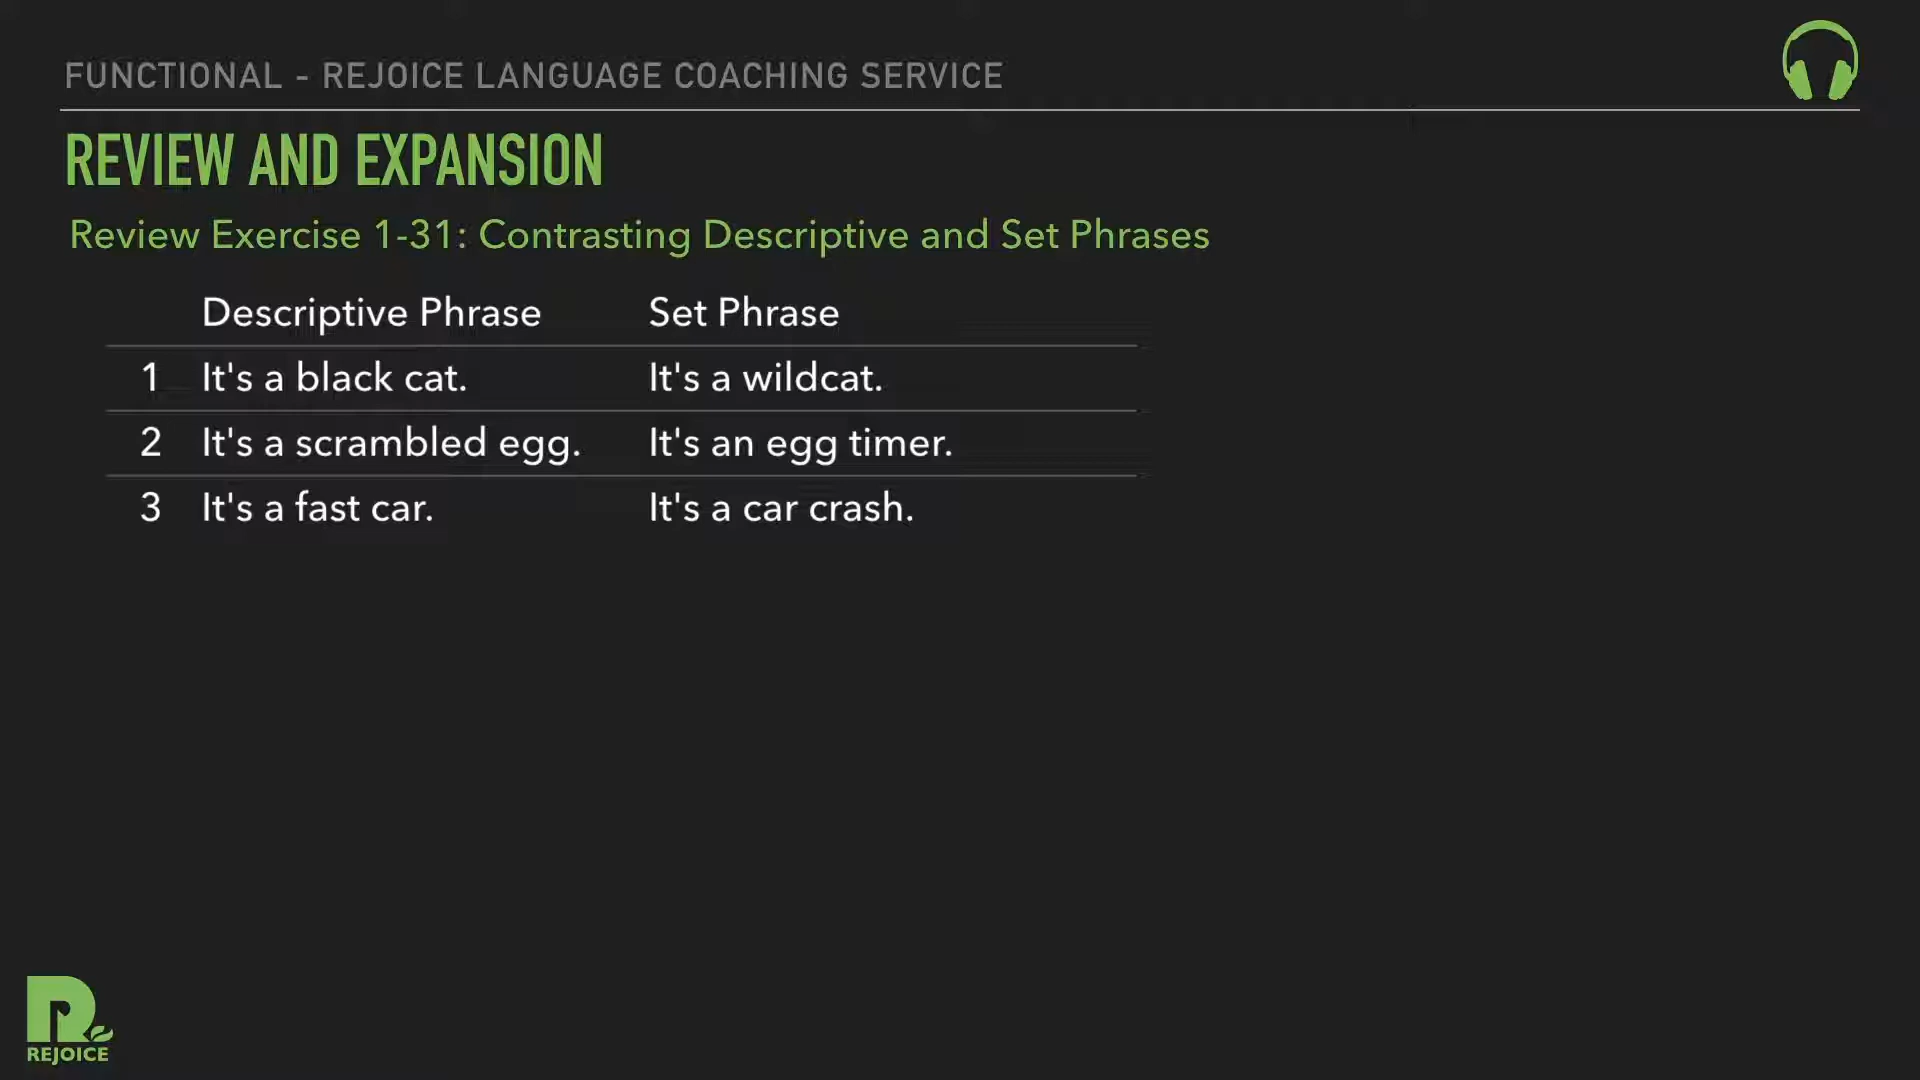 FUNCTIONAL - REJOICE LANGUAGE COACHING SERVICE
REVIEW AND EXPANSION
Review Exercise 1-31: Contrasting Descriptive and Set Phrases
Descriptive Phrase Set Phrase
1 It's a black cat. It's a wildcat.
2 It's a scrambled egg. It's an egg timer.
3 It's a fast car. It's a car crash.
REJOICE